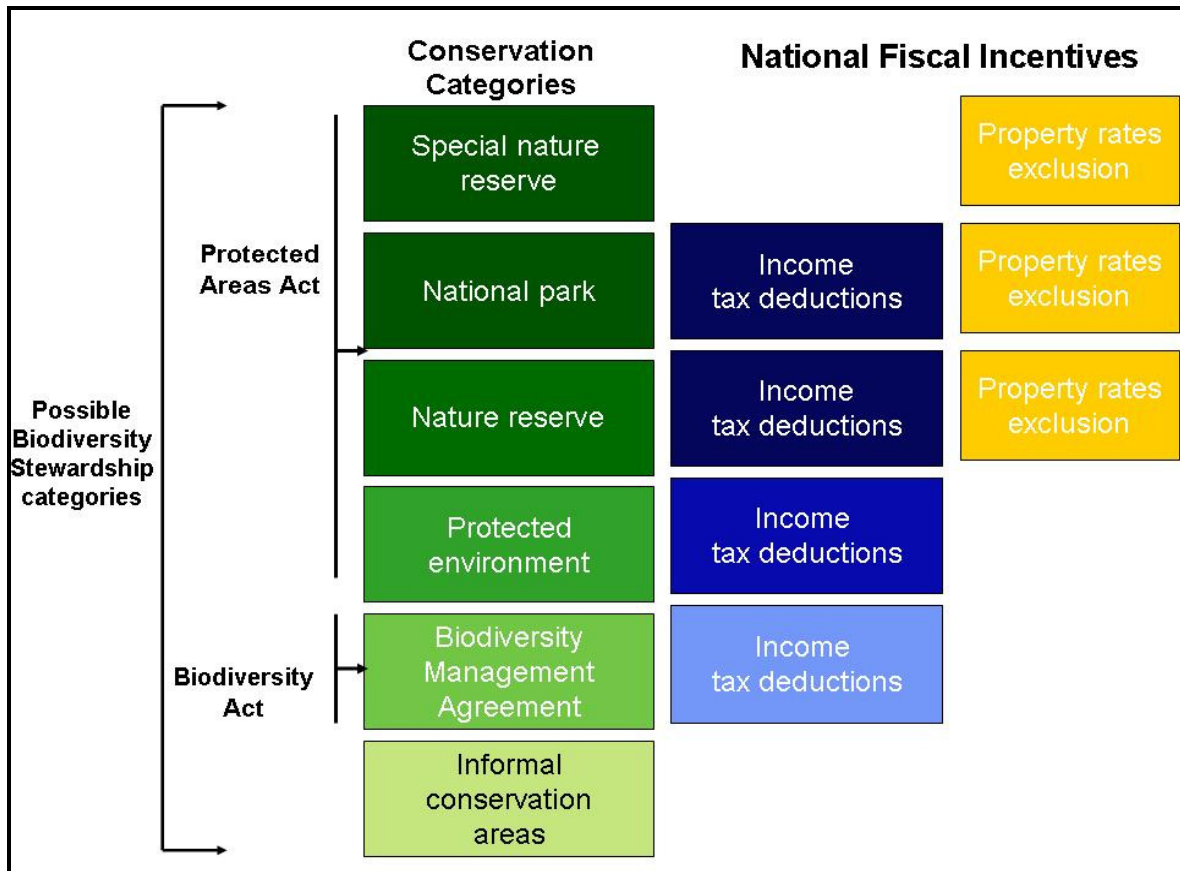 Conservation
Categories
National Fiscal Incentives
Special nature
reserve
Property rates
exclusion
Protected
Areas Act
National park
Income
tax deductions
Property rates
exclusion
Possible
Biodiversity
Stewardship
categories
Nature reserve
Income
tax deductions
Property rates
exclusion
Protected
environment
Income
tax deductions
Biodiversity
Act
Biodiversity
Management
Agreement
Income
tax deductions
Informal
conservation
areas